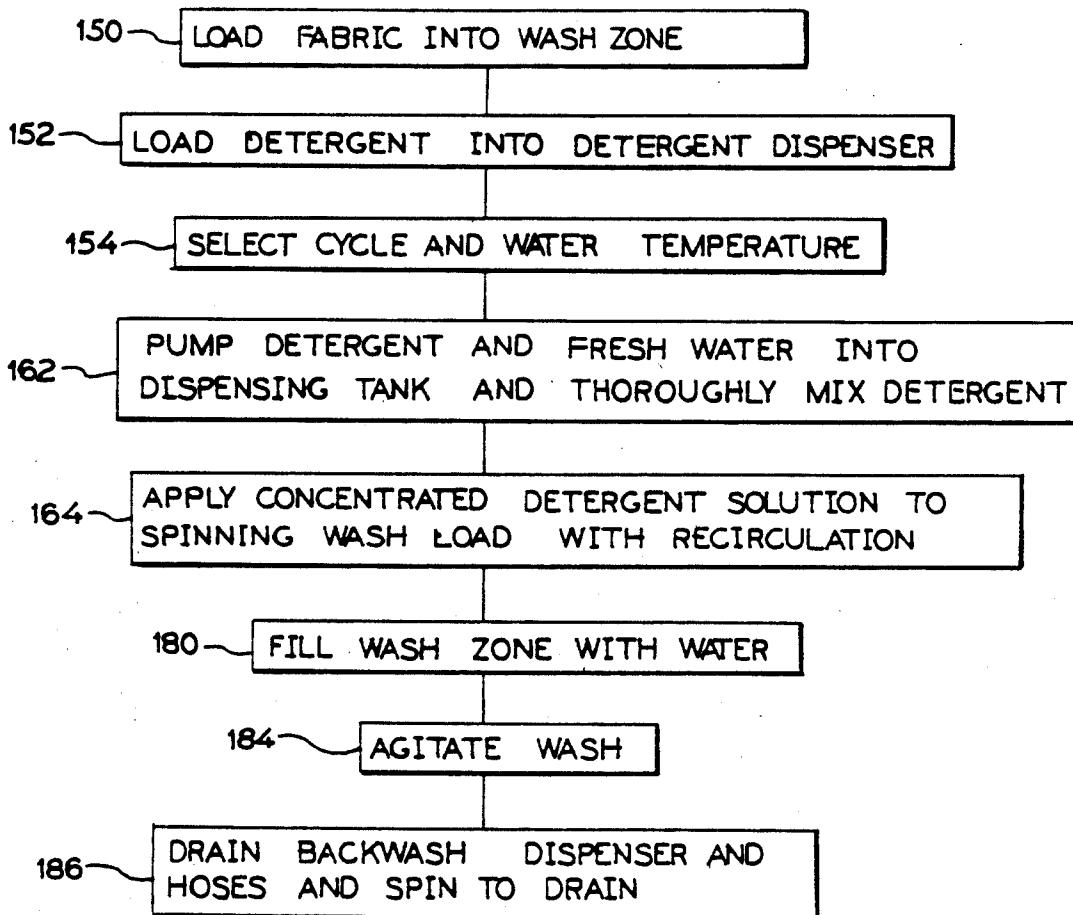 150 LOAD FABRIC INTO WASH ZONE
152 LOAD DETERGENT INTO DETERGENT DISPENSER
154 SELECT CYCLE AND WATER TEMPERATURE
162 PUMP DETERGENT AND FRESH WATER INTO
DISPENSING TANK AND THOROUGHLY MIX DETERGENT
164 APPLY CONCENTRATED DETERGENT SOLUTION TO
SPINNING WASH LOAD WITH RECIRCULATION
180 FILL WASH ZONE WITH WATER
184 AGITATE WASH
186 DRAIN BACKWASH DISPENSER AND
HOSES AND SPIN TO DRAIN